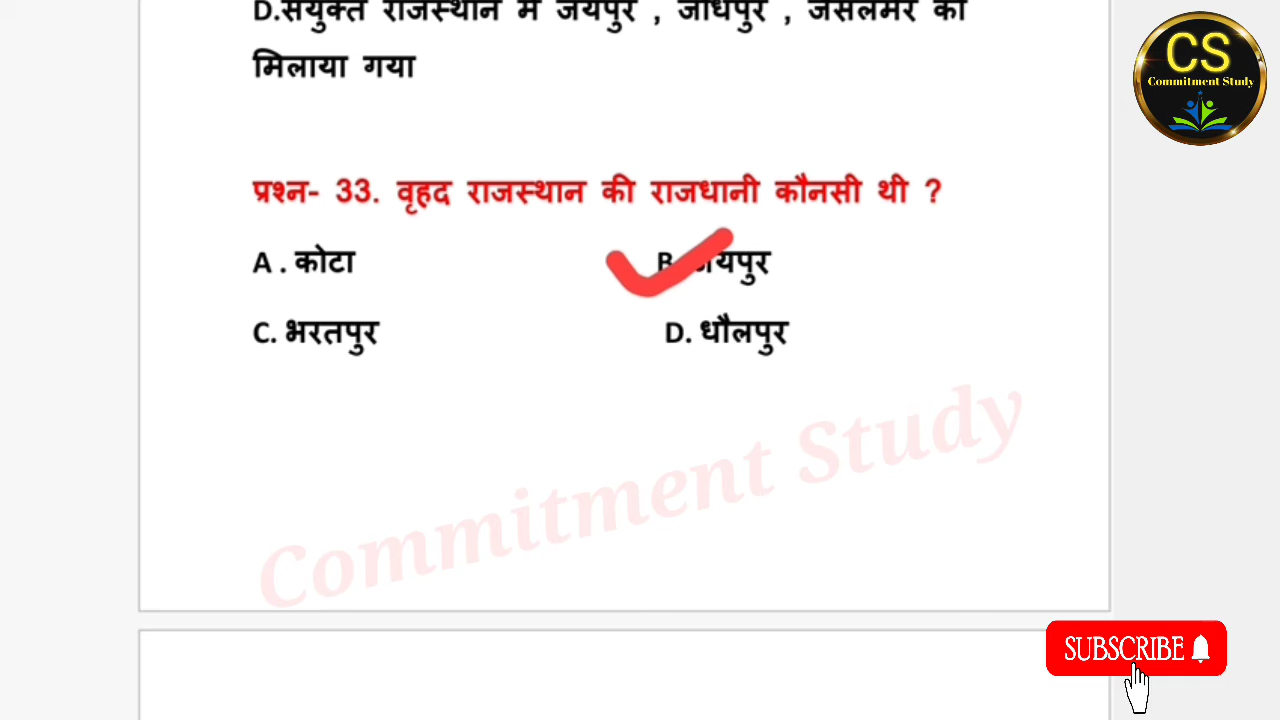 D.संयुक्त राजस्थान में जयपुर , जोधपुर , जैसलमेर को
मिलाया गया
प्रश्न- 33. वृहद राजस्थान की राजधानी कौनसी थी ?
A . कोटा
B. जयपुर
C. भरतपुर
D. धौलपुर
Commitment Study
CS
Commitment Study
SUBSCRIBE